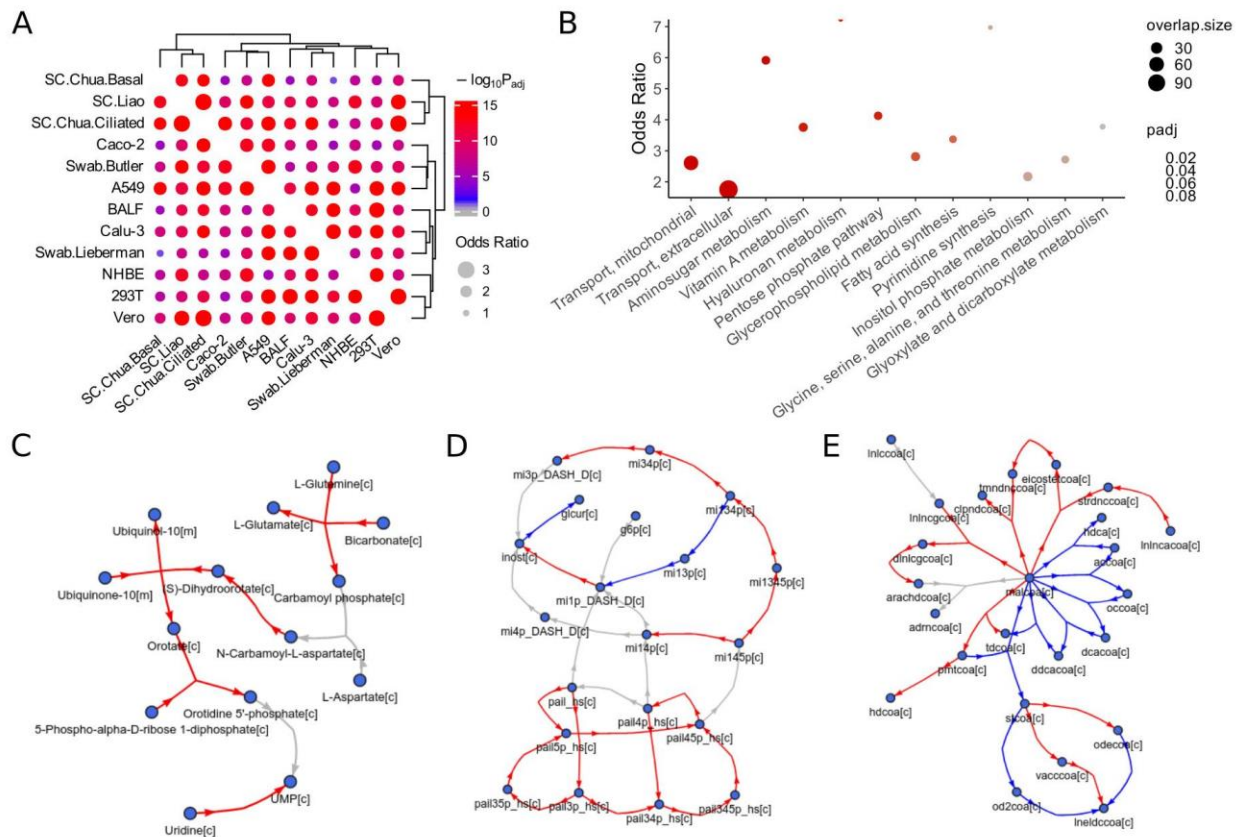 A
SC.Chua.Basal
SC.Liao
SC.Chua.Ciliated
Caco-2
Swab.Butler
A549
BALF
Calu-3
Swab.Lieberman
NHBE
293T
Vero
SC.Chua.Basal
SC.Liao
SC.Chua.Ciliated
Caco-2
Swab.Butler
A549
BALF
Calu-3
Swab.Lieberman
NHBE
293T
Vero
− log10Padj
15
10
5
0
Odds Ratio
3
2
1
B
Odds Ratio
7
6
5
4
3
2
Transport, mitochondrial
Transport, extracellular
Aminosugar metabolism
Vitamin A metabolism
Hyaluronan metabolism
Pentose phosphate pathway
Glycerophospholipid metabolism
Fatty acid synthesis
Pyrimidine synthesis
Inositol phosphate metabolism
Glycine, serine, alanine, and threonine metabolism
Glyoxylate and dicarboxylate metabolism
overlap.size
30
60
90
padj
0.02
0.04
0.06
0.08
C
L-Glutamine[c]
L-Glutamate[c]
Bicarbonate[c]
Ubiquinol-10[m]
(S)-Dihydroorotate[c]
Carbamoyl phosphate[c]
Ubiquinone-10[m]
Orotate[c]
N-Carbamoyl-L-aspartate[c]
L-Aspartate[c]
Orotidine 5'-phosphate[c]
5-Phospho-alpha-D-ribose 1-diphosphate[c]
UMP[c]
Uridine[c]
D
mi34p[c]
mi3p_DASH_D[c]
glcur[c]
g6p[c]
mi134p[c]
inost[c]
mi13p[c]
mi1345p[c]
mi1p_DASH_D[c]
mi4p_DASH_D[c]
mi14p[c]
mi145p[c]
pail_hs[c]
pail4p_hs[c]
pail45p_hs[c]
pail5p_hs[c]
pail35p_hs[c]
pail3p_hs[c]
pail34p_hs[c]
pail345p_hs[c]
E
lnlccoa[c]
eicostetcoa[c]
tmndnccoa[c]
clpndcoa[c]
strdnccoa[c]
lnlncgcoa[c]
hdca[c]
lnlncacoa[c]
dlnlcgcoa[c]
accoa[c]
malcoa[c]
arachdcoa[c]
occoa[c]
adrncoa[c]
tdcoa[c]
dcacoa[c]
pmtcoa[c]
ddcacoa[c]
hdcoa[c]
stcoa[c]
odecoa[c]
vacccoa[c]
od2coa[c]
lneldccoa[c]